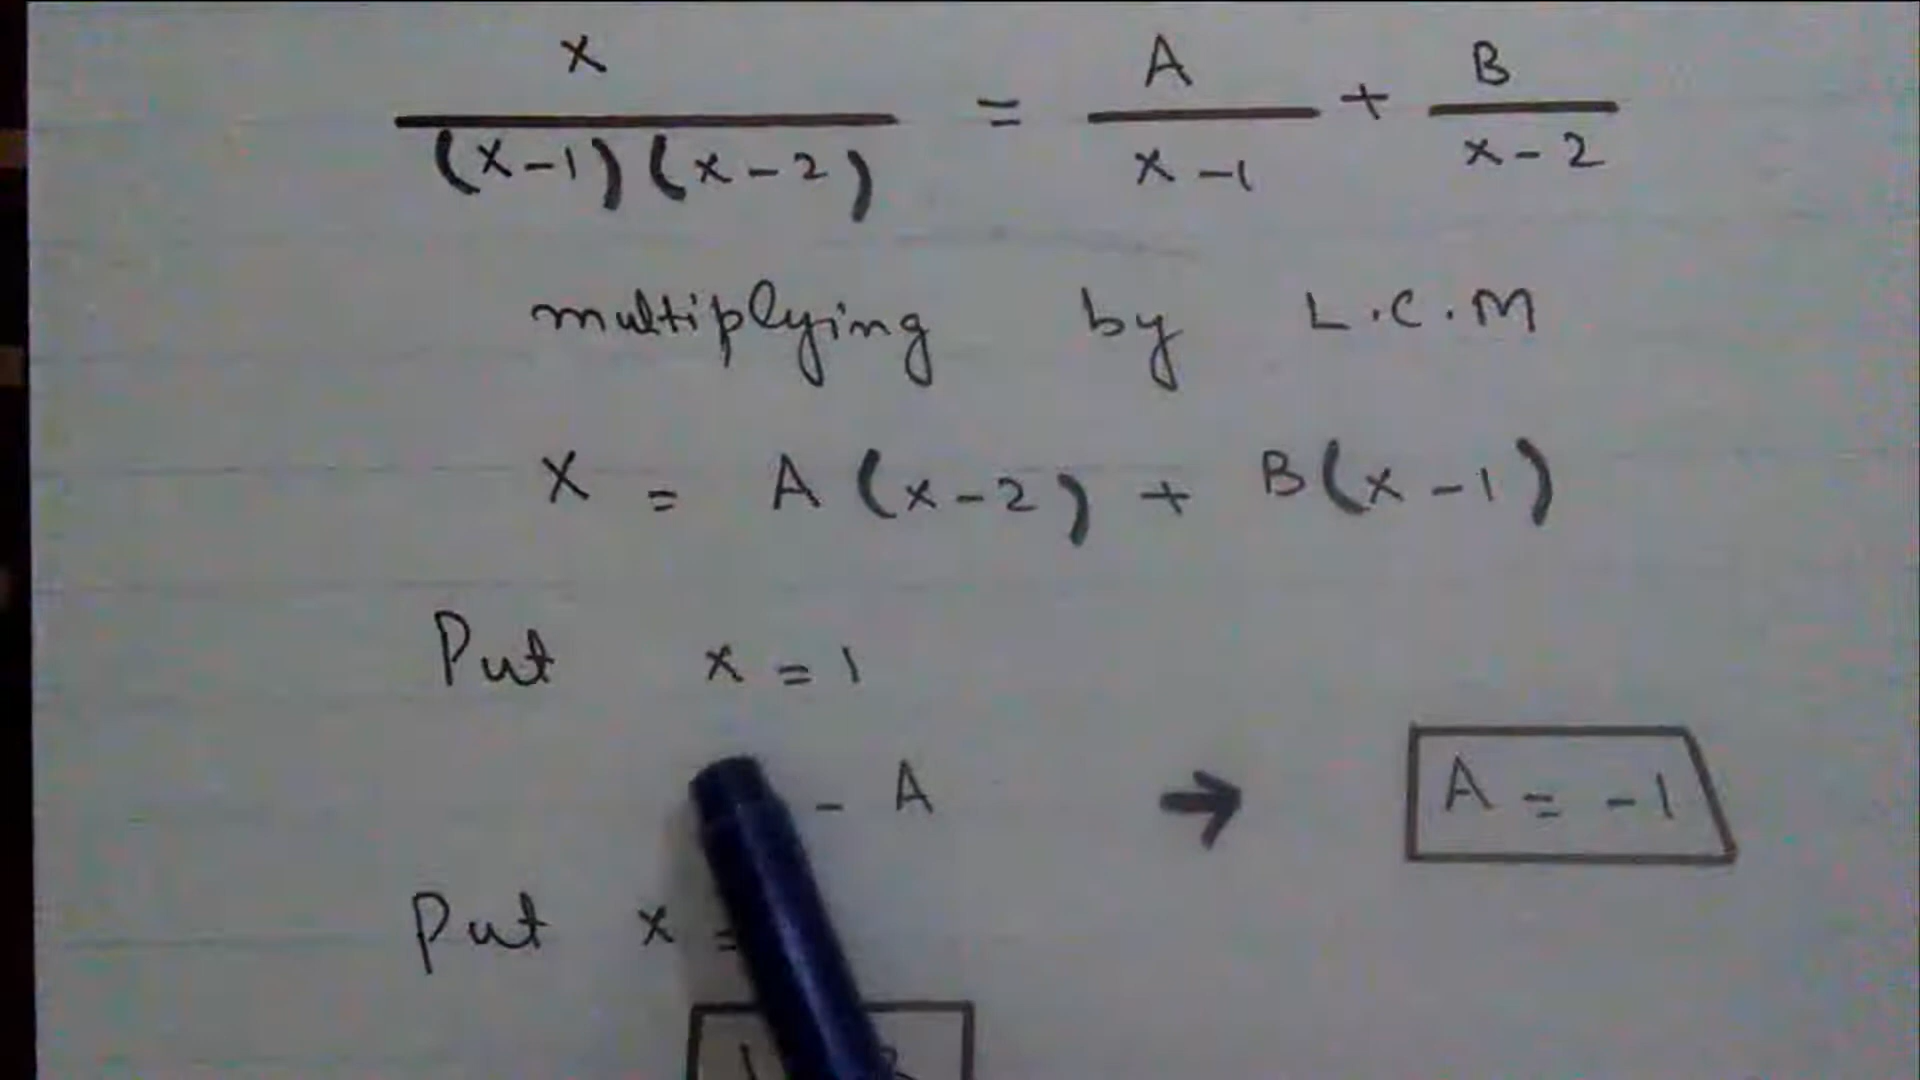 x / (x-1)(x-2) = A / x-1 + B / x-2
multiplying by L.C.M
x = A(x-2) + B(x-1)
Put x = 1
- A → A = -1
Put x =